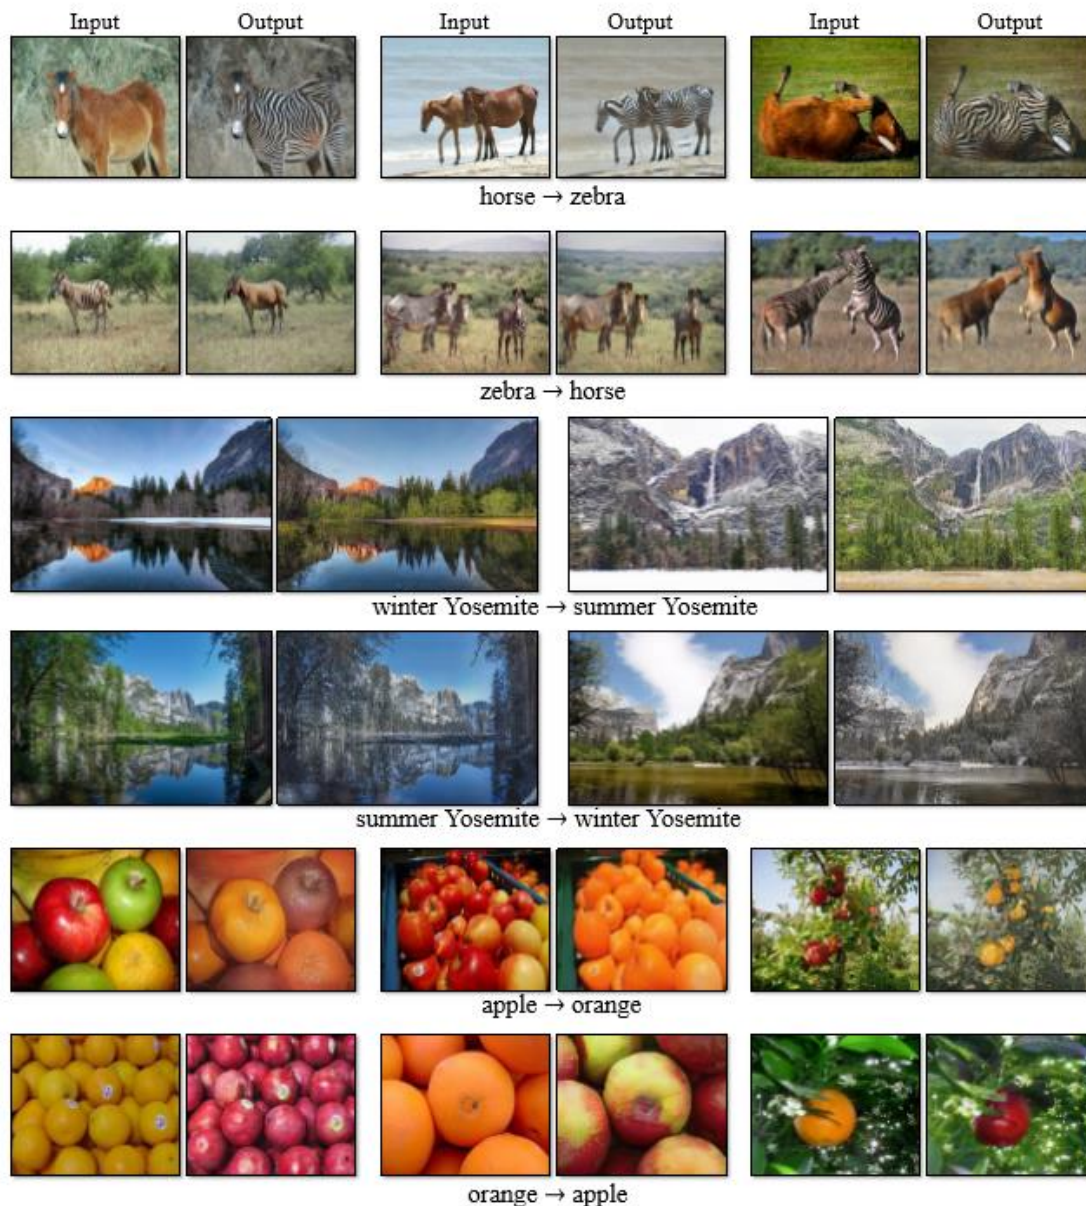 Input Output Input Output Input Output
horse → zebra
zebra → horse
winter Yosemite → summer Yosemite
summer Yosemite → winter Yosemite
apple → orange
orange → apple